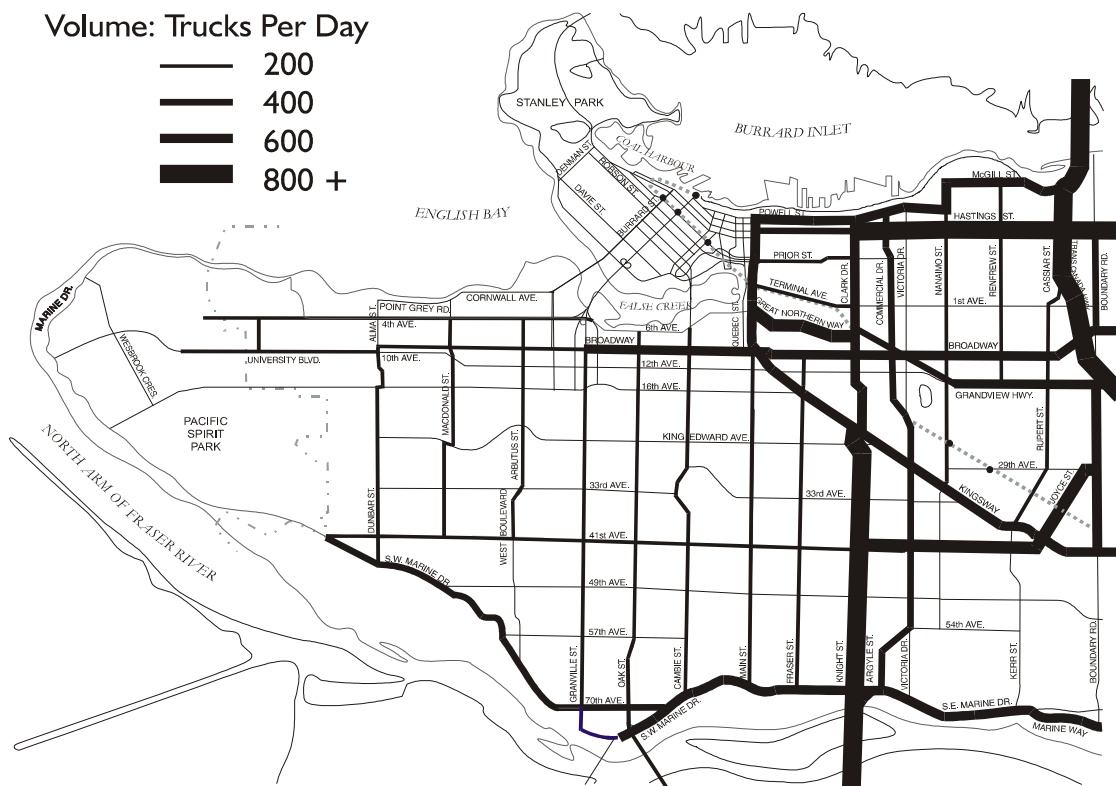 Volume: Trucks Per Day
200
400
600
800 +
STANLEY PARK
BURRARD INLET
COAL HARBOUR
DENMAN ST.
ROBSON ST.
DAVIE ST.
BURRARD ST.
ENGLISH BAY
McGILL ST.
POWELL ST.
HASTINGS ST.
PRIOR ST.
TERMINAL AVE.
GREAT NORTHERN WAY
QUEBEC ST.
CLARK DR.
COMMERCIAL DR.
VICTORIA DR.
NANAIMO ST.
RENFREW ST.
CASSIAR ST.
BOUNDARY RD.
1st AVE.
MARINE DR.
ALMA ST.
POINT GREY RD.
CORNWALL AVE.
FALSE CREEK
4th AVE.
6th AVE.
BROADWAY
BROADWAY
WESBROOK CRES.
UNIVERSITY BLVD.
10th AVE.
12th AVE.
16th AVE.
GRANDVIEW HWY.
MACDONALD ST.
PACIFIC
SPIRIT
PARK
ARBUTUS ST.
KING EDWARD AVE.
RUPERT ST.
29th AVE.
JOYCE ST.
KINGSWAY
33rd AVE.
33rd AVE.
NORTH ARM OF FRASER RIVER
DUNBAR ST.
WEST BOULEVARD
41st AVE.
S.W. MARINE DR.
49th AVE.
57th AVE.
54th AVE.
GRANVILLE ST.
OAK ST.
CAMBIE ST.
MAIN ST.
FRASER ST.
KNIGHT ST.
ARGYLE ST.
VICTORIA DR.
KERR ST.
BOUNDARY RD.
70th AVE.
S.W. MARINE DR.
S.E. MARINE DR.
MARINE WAY